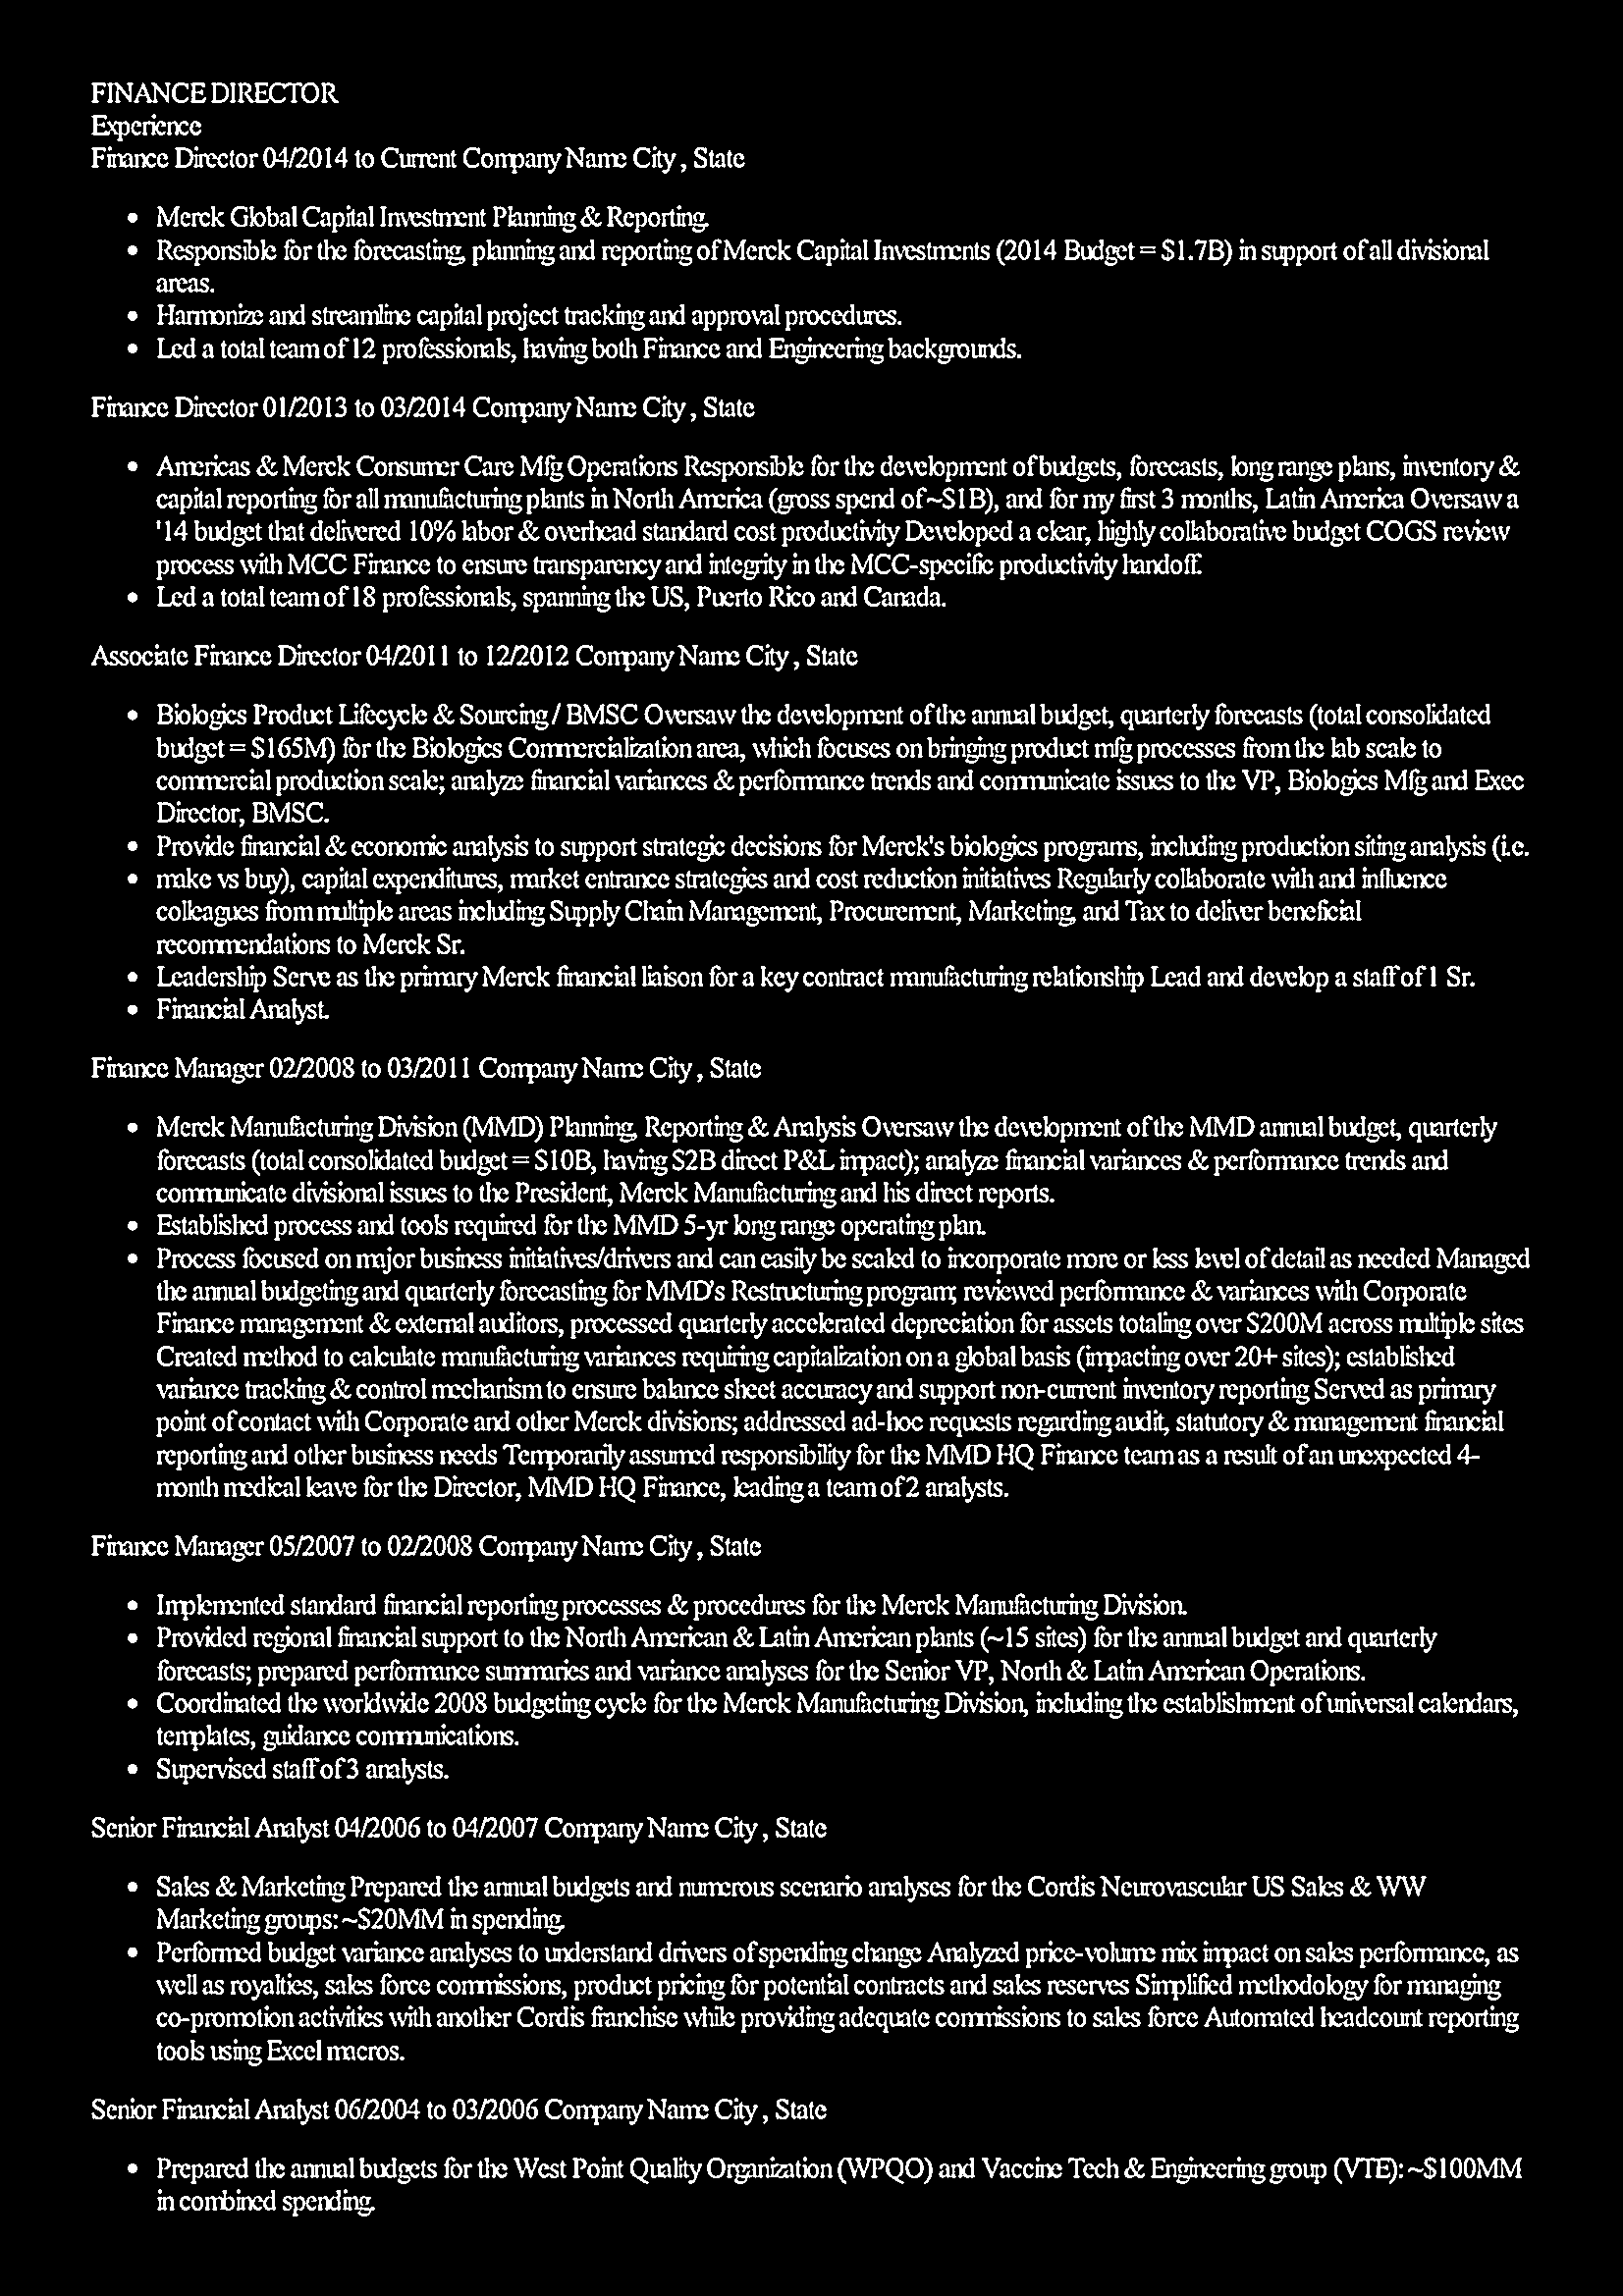 FINANCE DIRECTOR
Experience
Finance Director 04/2014 to Current Company Name City , State
• Merck Global Capital Investment Planning & Reporting.
• Responsible for the forecasting, planning and reporting of Merck Capital Investments (2014 Budget = $1.7B) in support of all divisional
areas.
• Harmonize and streamline capital project tracking and approval procedures.
• Led a total team of 12 professionals, having both Finance and Engineering backgrounds.
Finance Director 01/2013 to 03/2014 Company Name City , State
• Americas & Merck Consumer Care Mfg Operations Responsible for the development of budgets, forecasts, long range plans, inventory &
capital reporting for all manufacturing plants in North America (gross spend of ~$1B), and for my first 3 months, Latin America Oversaw a
'14 budget that delivered 10% labor & overhead standard cost productivity Developed a clear, highly collaborative budget COGS review
process with MCC Finance to ensure transparency and integrity in the MCC-specific productivity handoff.
• Led a total team of 18 professionals, spanning the US, Puerto Rico and Canada.
Associate Finance Director 04/2011 to 12/2012 Company Name City , State
• Biologics Product Lifecycle & Sourcing / BMSC Oversaw the development of the annual budget, quarterly forecasts (total consolidated
budget = $165M) for the Biologics Commercialization area, which focuses on bringing product mfg processes from the lab scale to
commercial production scale; analyze financial variances & performance trends and communicate issues to the VP, Biologics Mfg and Exec
Director, BMSC.
• Provide financial & economic analysis to support strategic decisions for Merck's biologics programs, including production siting analysis (i.e.
• make vs buy), capital expenditures, market entrance strategies and cost reduction initiatives Regularly collaborate with and influence
colleagues from multiple areas including Supply Chain Management, Procurement, Marketing, and Tax to deliver beneficial
recommendations to Merck Sr.
• Leadership Serve as the primary Merck financial liaison for a key contract manufacturing relationship Lead and develop a staff of 1 Sr.
• Financial Analyst.
Finance Manager 02/2008 to 03/2011 Company Name City , State
• Merck Manufacturing Division (MMD) Planning, Reporting & Analysis Oversaw the development of the MMD annual budget, quarterly
forecasts (total consolidated budget = $10B, having $2B direct P&L impact); analyze financial variances & performance trends and
communicate divisional issues to the President, Merck Manufacturing and his direct reports.
• Established process and tools required for the MMD 5-yr long range operating plan.
• Process focused on major business initiatives/drivers and can easily be scaled to incorporate more or less level of detail as needed Managed
the annual budgeting and quarterly forecasting for MMD's Restructuring program; reviewed performance & variances with Corporate
Finance management & external auditors, processed quarterly accelerated depreciation for assets totaling over $200M across multiple sites
Created method to calculate manufacturing variances requiring capitalization on a global basis (impacting over 20+ sites); established
variance tracking & control mechanism to ensure balance sheet accuracy and support non-current inventory reporting Served as primary
point of contact with Corporate and other Merck divisions; addressed ad-hoc requests regarding audit, statutory & management financial
reporting and other business needs Temporarily assumed responsibility for the MMD HQ Finance team as a result of an unexpected 4-
month medical leave for the Director, MMD HQ Finance, leading a team of 2 analysts.
Finance Manager 05/2007 to 02/2008 Company Name City , State
• Implemented standard financial reporting processes & procedures for the Merck Manufacturing Division.
• Provided regional financial support to the North American & Latin American plants (~15 sites) for the annual budget and quarterly
forecasts; prepared performance summaries and variance analyses for the Senior VP, North & Latin American Operations.
• Coordinated the worldwide 2008 budgeting cycle for the Merck Manufacturing Division, including the establishment of universal calendars,
templates, guidance communications.
• Supervised staff of 3 analysts.
Senior Financial Analyst 04/2006 to 04/2007 Company Name City , State
• Sales & Marketing Prepared the annual budgets and numerous scenario analyses for the Cordis Neurovascular US Sales & WW
Marketing groups: ~$20MM in spending.
• Performed budget variance analyses to understand drivers of spending change Analyzed price-volume mix impact on sales performance, as
well as royalties, sales force commissions, product pricing for potential contracts and sales reserves Simplified methodology for managing
co-promotion activities with another Cordis franchise while providing adequate commissions to sales force Automated headcount reporting
tools using Excel macros.
Senior Financial Analyst 06/2004 to 03/2006 Company Name City , State
• Prepared the annual budgets for the West Point Quality Organization (WPQO) and Vaccine Tech & Engineering group (VTE): ~$100MM
in combined spending.